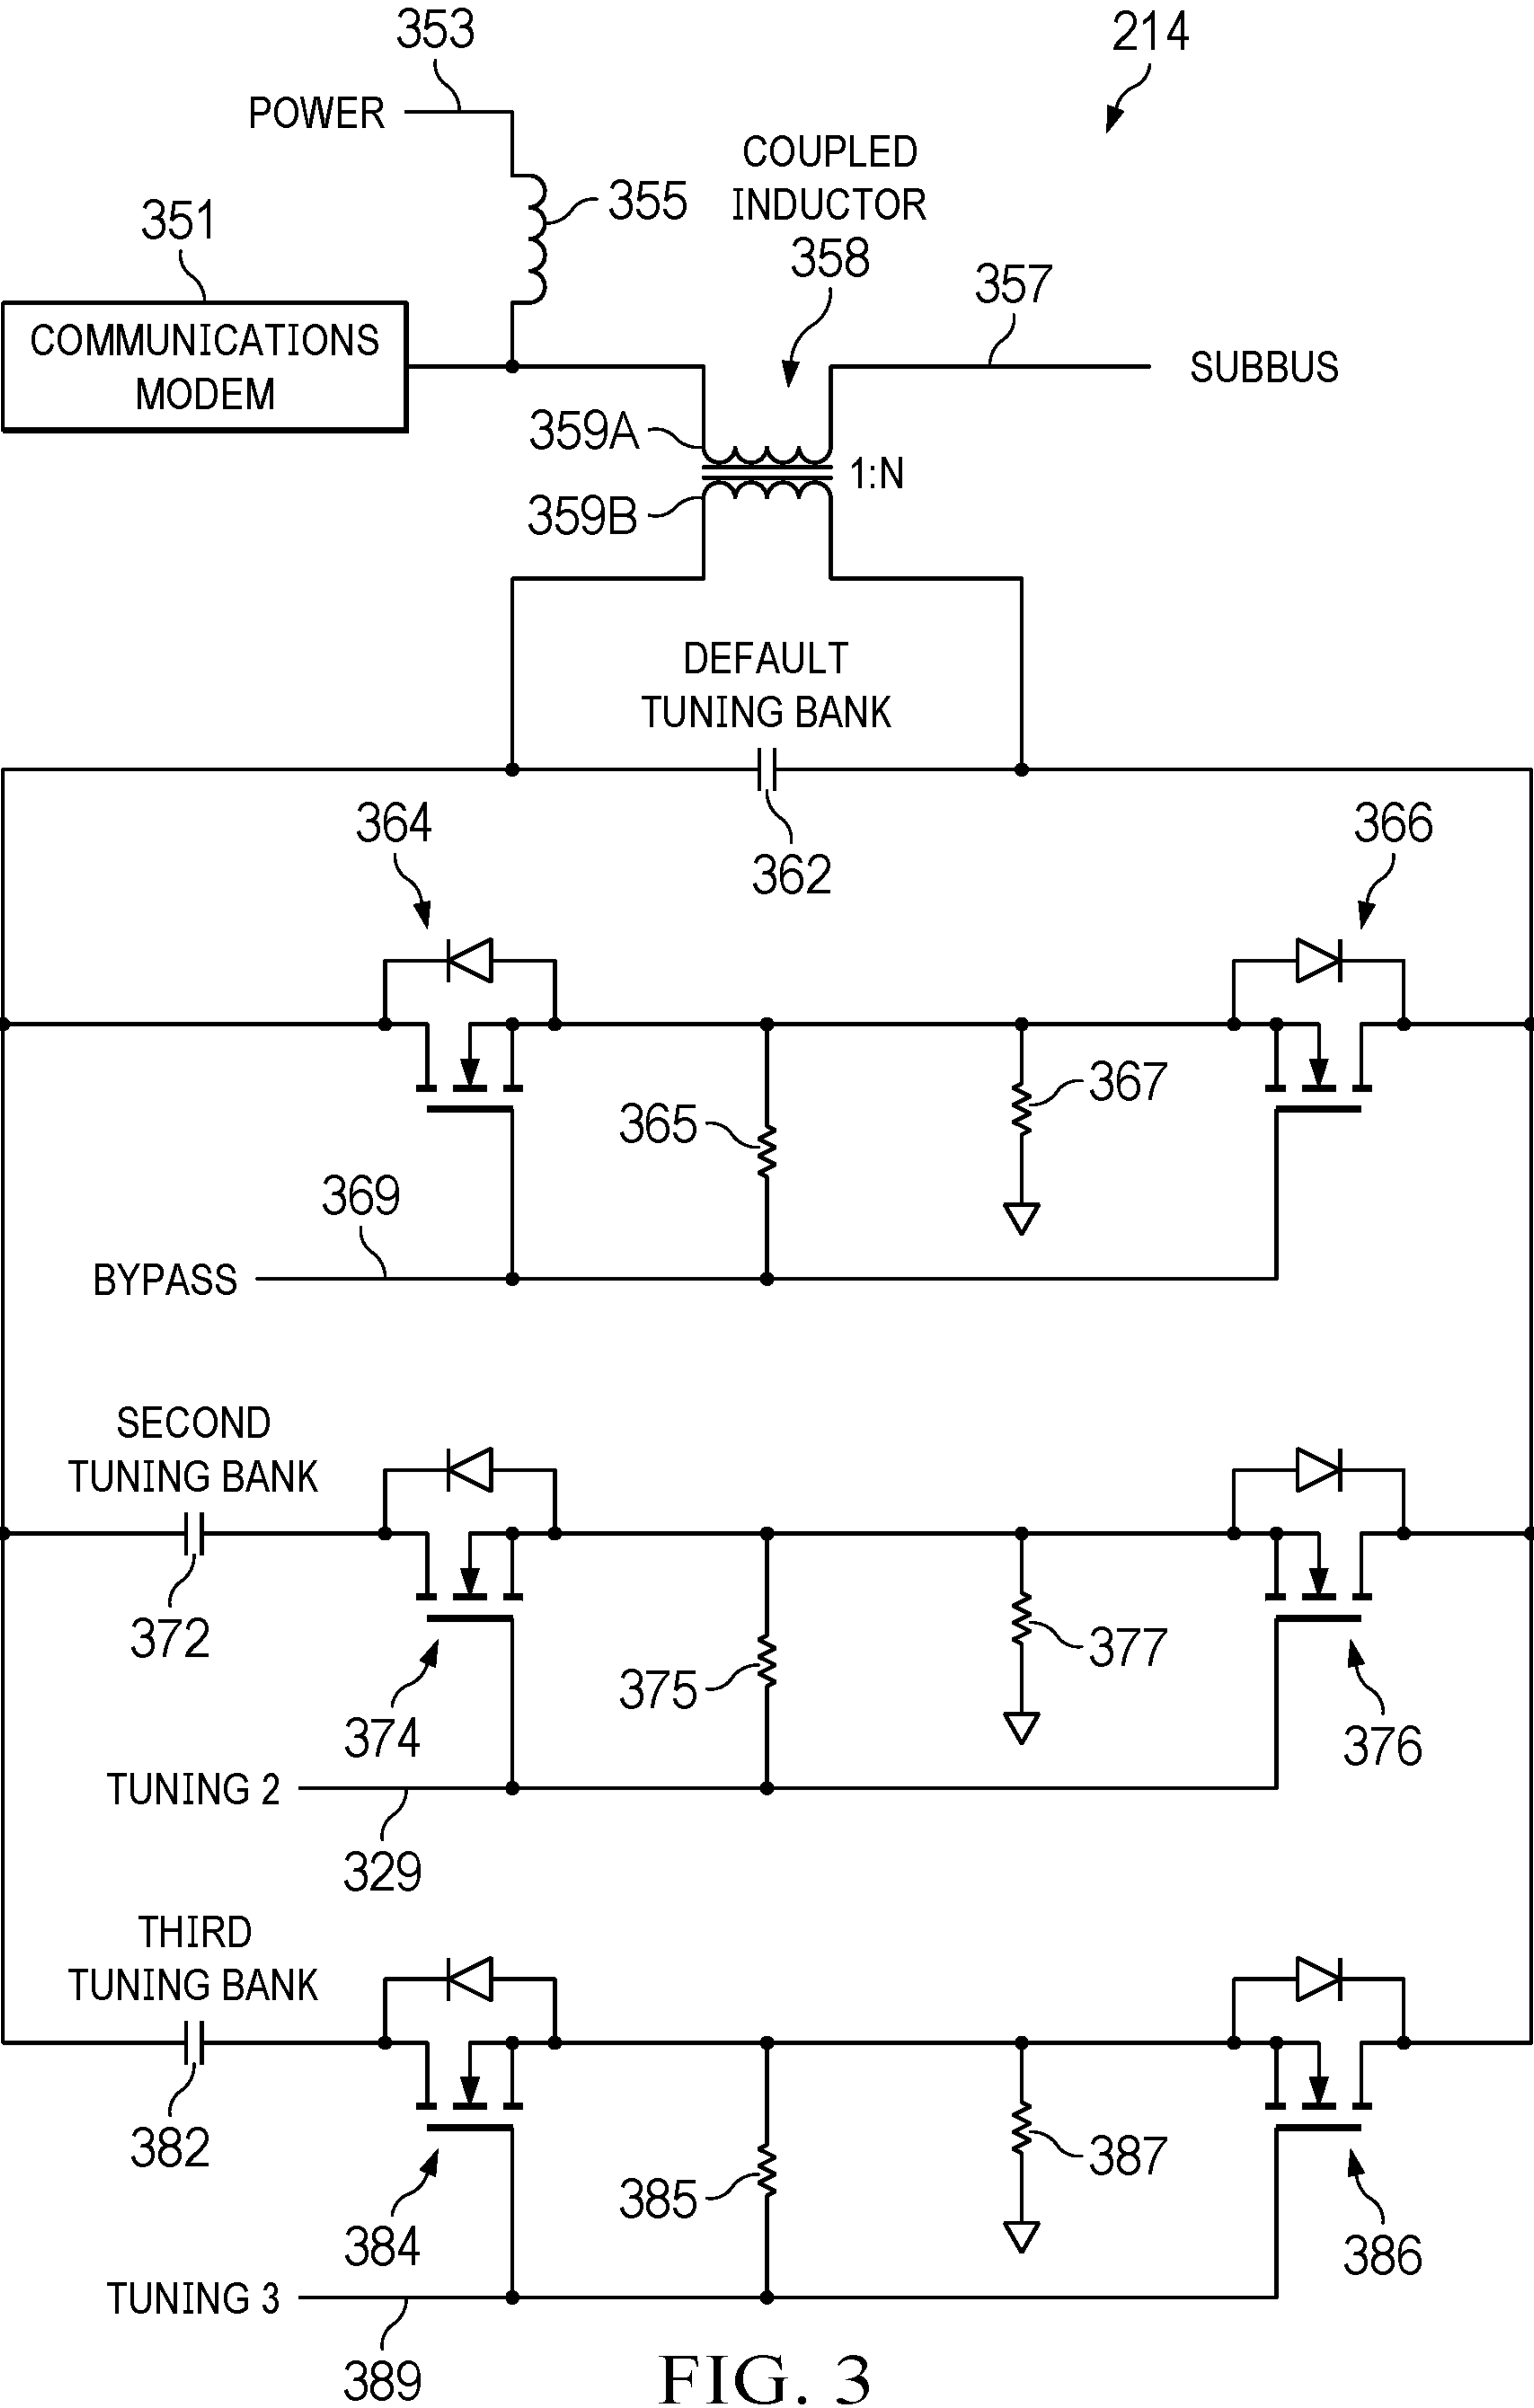 353
214
POWER
COUPLED
INDUCTOR
355
351
358
357
COMMUNICATIONS
MODEM
SUBBUS
359A
1:N
359B
DEFAULT
TUNING BANK
364
366
362
367
365
369
BYPASS
SECOND
TUNING BANK
372
377
375
374
376
TUNING 2
329
THIRD
TUNING BANK
382
387
385
384
386
TUNING 3
389
FIG. 3